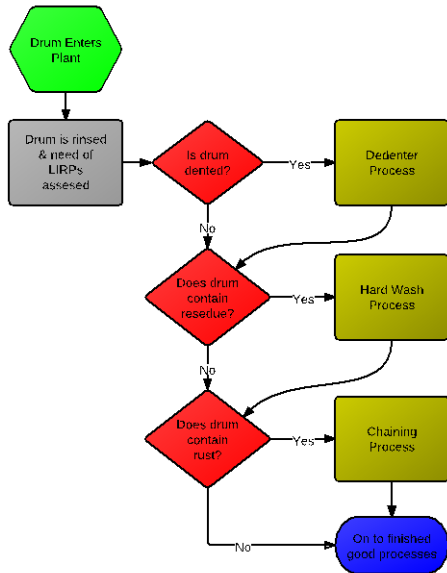 Drum Enters
Plant
Drum is rinsed
& need of
LIRPs
assesed
Is drum
dented?
Yes
Dedenter
Process
No
Does drum
contain
resedue?
Yes
Hard Wash
Process
No
Does drum
contain
rust?
Yes
Chaining
Process
No
On to finished
good processes